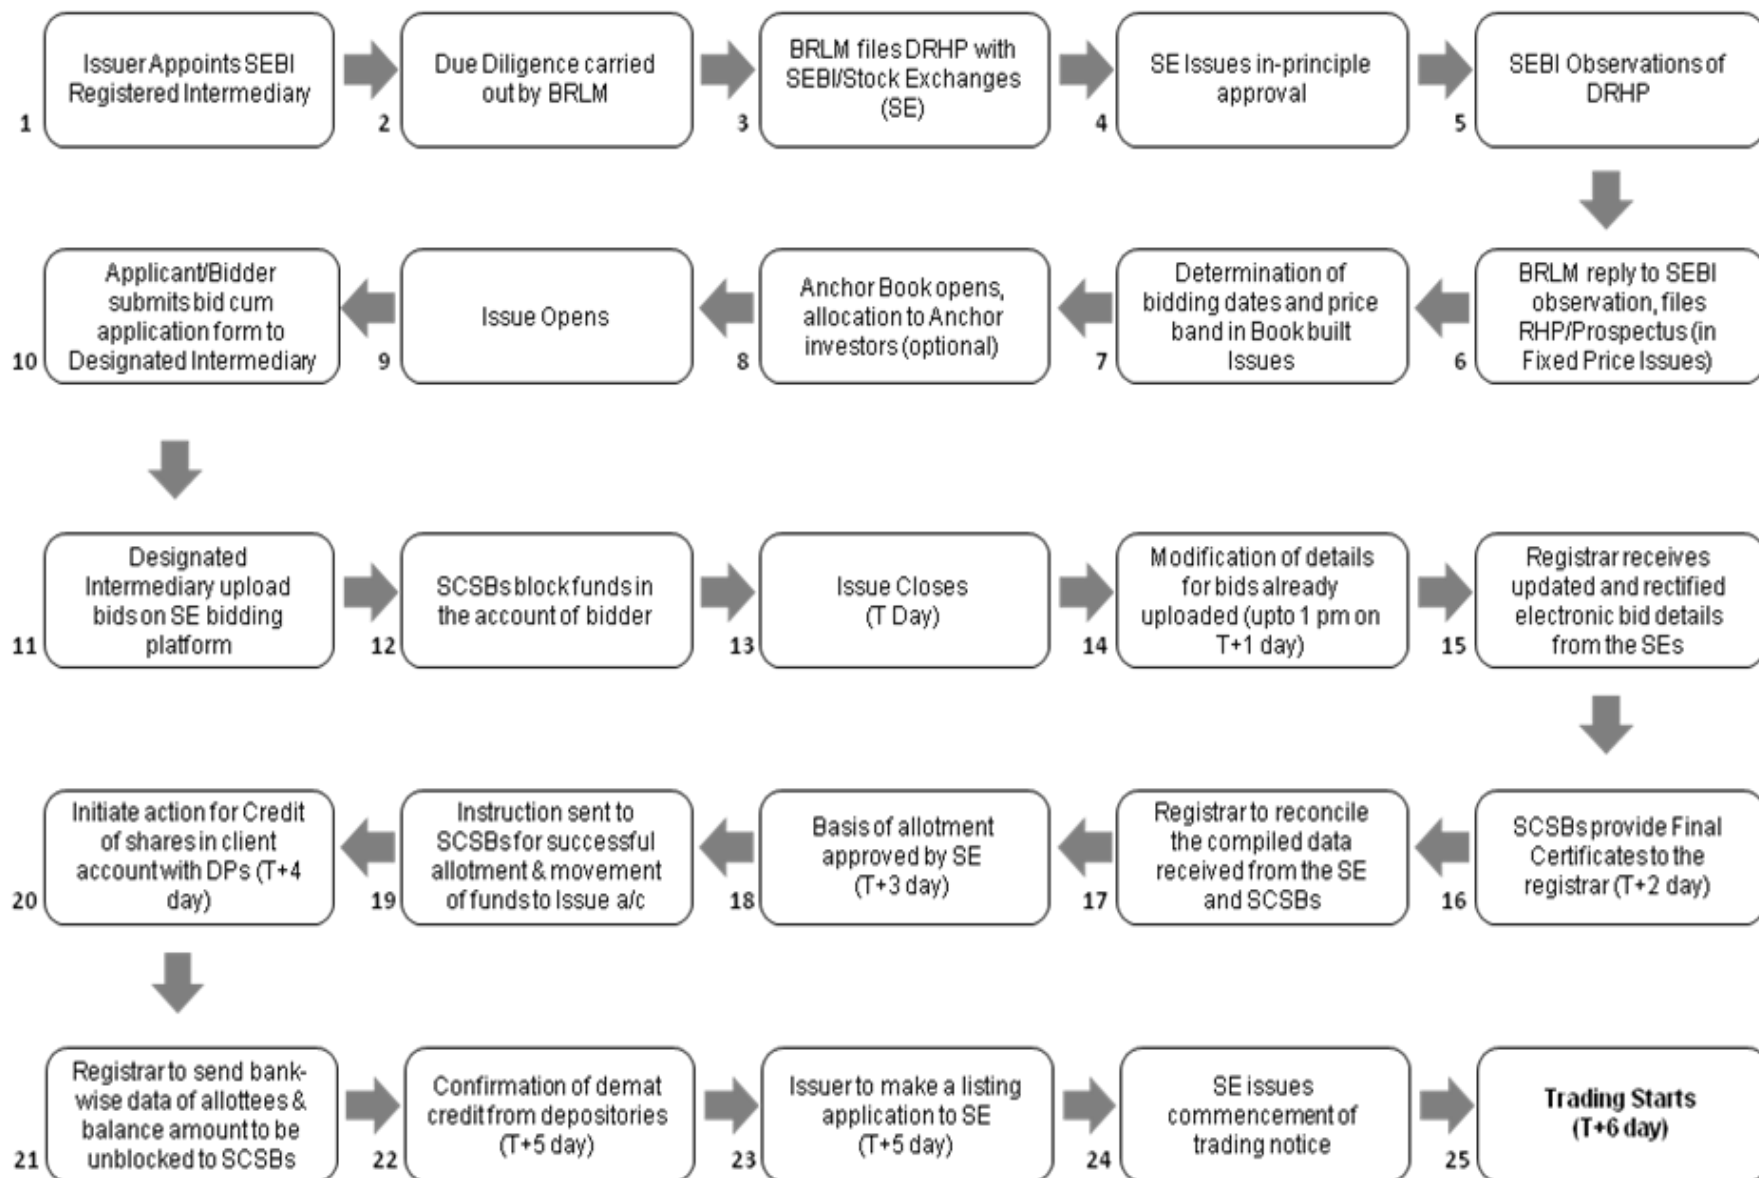 Issuer Appoints SEBI
Registered Intermediary
1
Due Diligence carried
out by BRLM
2
BRLM files DRHP with
SEBI/Stock Exchanges
(SE)
3
SE Issues in-principle
approval
4
SEBI Observations of
DRHP
5
BRLM reply to SEBI
observation, files
RHP/Prospectus (in
Fixed Price Issues)
6
Determination of
bidding dates and price
band in Book built
Issues
7
Anchor Book opens,
allocation to Anchor
investors (optional)
8
Issue Opens
9
Applicant/Bidder
submits bid cum
application form to
Designated Intermediary
10
Designated
Intermediary upload
bids on SE bidding
platform
11
SCSBs block funds in
the account of bidder
12
Issue Closes
(T Day)
13
Modification of details
for bids already
uploaded (upto 1 pm on
T+1 day)
14
Registrar receives
updated and rectified
electronic bid details
from the SEs
15
SCSBs provide Final
Certificates to the
registrar (T+2 day)
16
Registrar to reconcile
the compiled data
received from the SE
and SCSBs
17
Basis of allotment
approved by SE
(T+3 day)
18
Instruction sent to
SCSBs for successful
allotment & movement
of funds to Issue a/c
19
Initiate action for Credit
of shares in client
account with DPs (T+4
day)
20
Registrar to send bank-
wise data of allottees &
balance amount to be
unblocked to SCSBs
21
Confirmation of demat
credit from depositories
(T+5 day)
22
Issuer to make a listing
application to SE
(T+5 day)
23
SE issues
commencement of
trading notice
24
Trading Starts
(T+6 day)
25